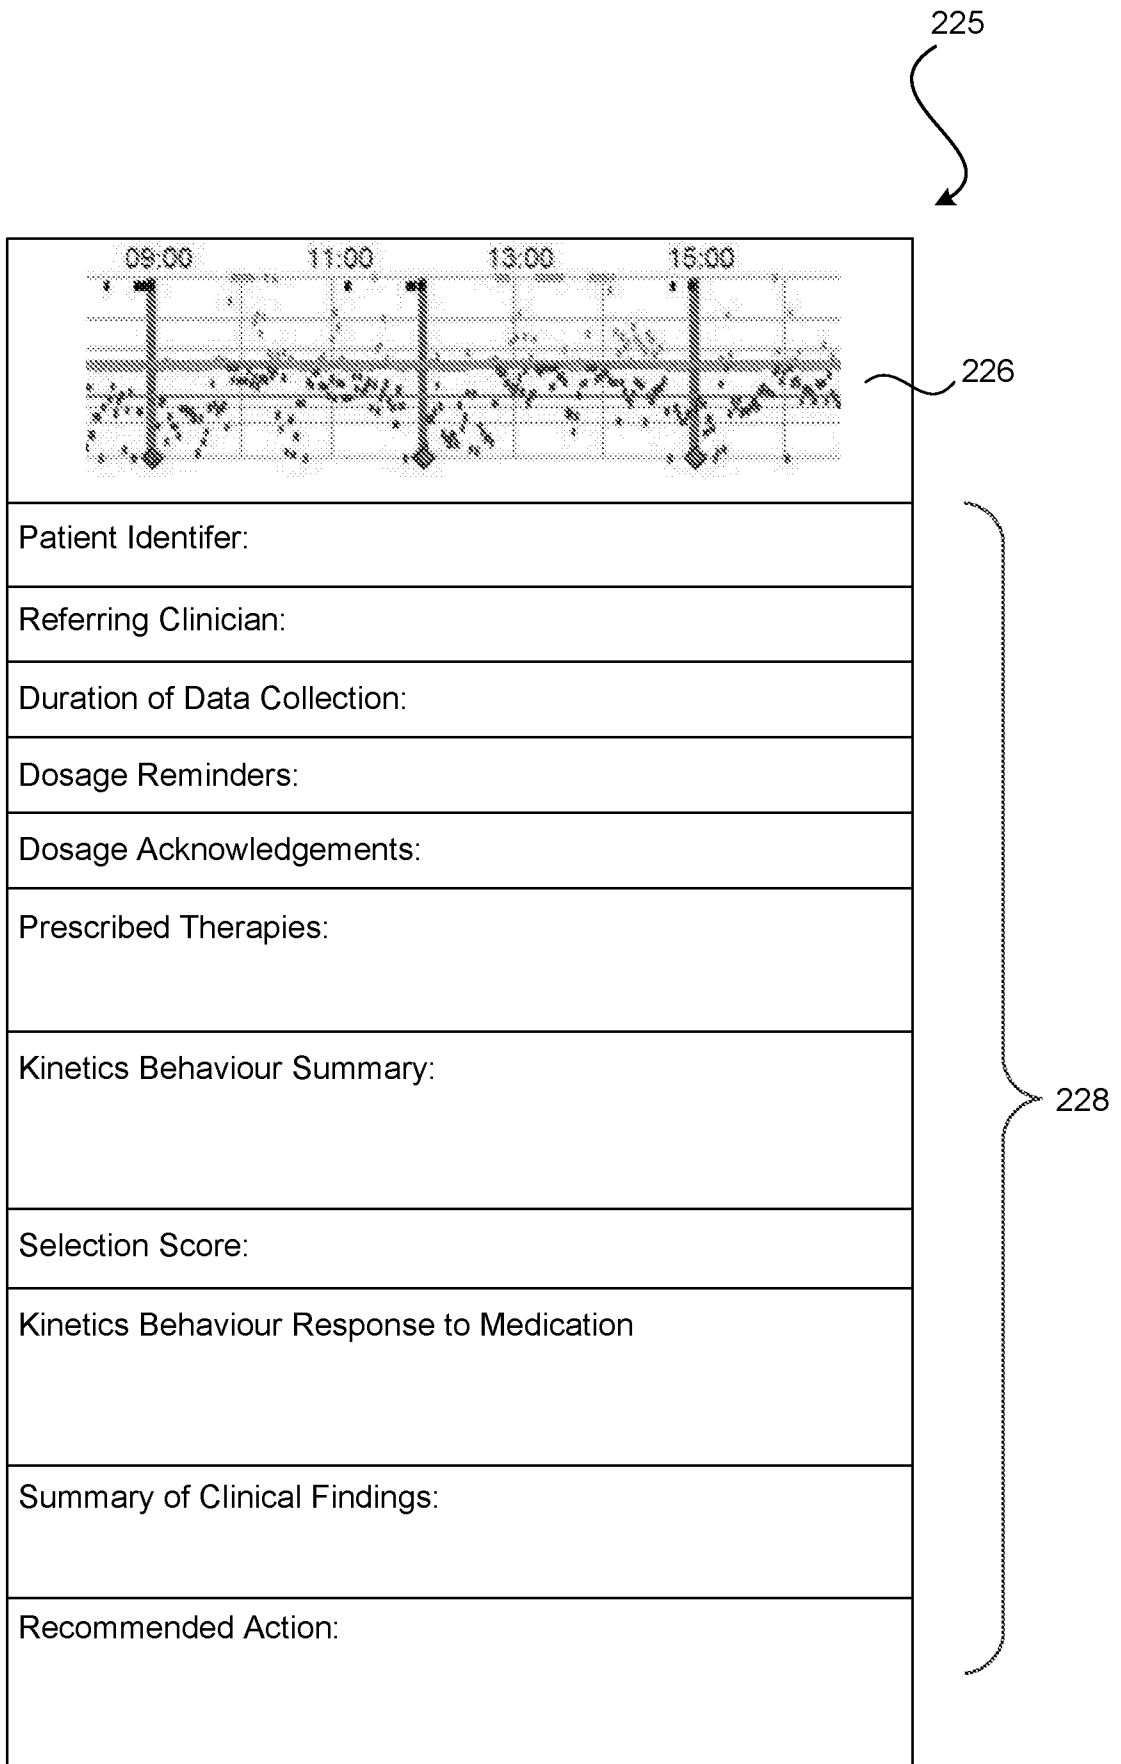 225
09:00 11:00 13:00 15:00
226
Patient Identifer:
Referring Clinician:
Duration of Data Collection:
Dosage Reminders:
Dosage Acknowledgements:
Prescribed Therapies:
Kinetics Behaviour Summary:
228
Selection Score:
Kinetics Behaviour Response to Medication
Summary of Clinical Findings:
Recommended Action: